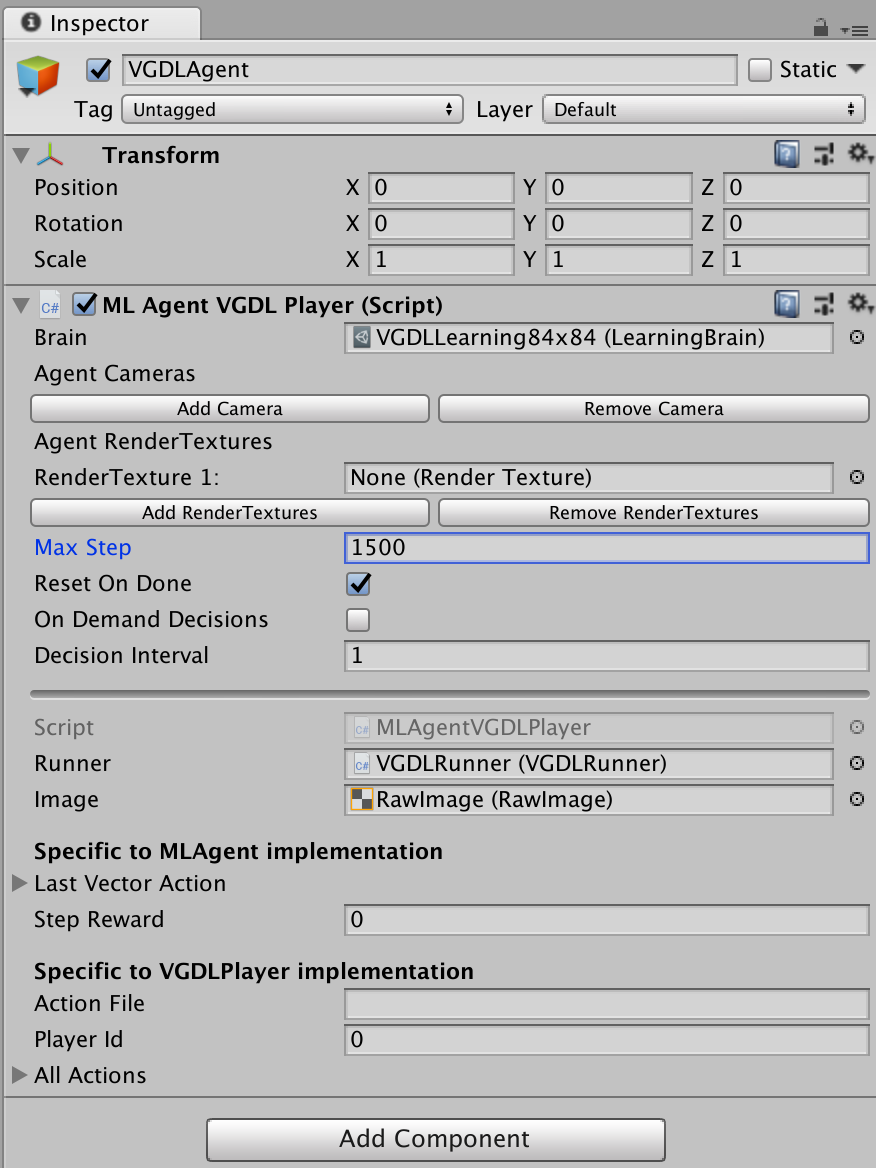 Inspector
VGDLAgent Static
Tag Untagged Layer Default
Transform
Position X 0 Y 0 Z 0
Rotation X 0 Y 0 Z 0
Scale X 1 Y 1 Z 1
C# ML Agent VGDL Player (Script)
Brain VGDLLearning84x84 (LearningBrain)
Agent Cameras
Add Camera Remove Camera
Agent RenderTextures
RenderTexture 1: None (Render Texture)
Add RenderTextures Remove RenderTextures
Max Step 1500
Reset On Done
On Demand Decisions
Decision Interval 1
Script C# MLAgentVGDLPlayer
Runner C# VGDLRunner (VGDLRunner)
Image RawImage (RawImage)
Specific to MLAgent implementation
Last Vector Action
Step Reward 0
Specific to VGDLPlayer implementation
Action File
Player Id 0
All Actions
Add Component